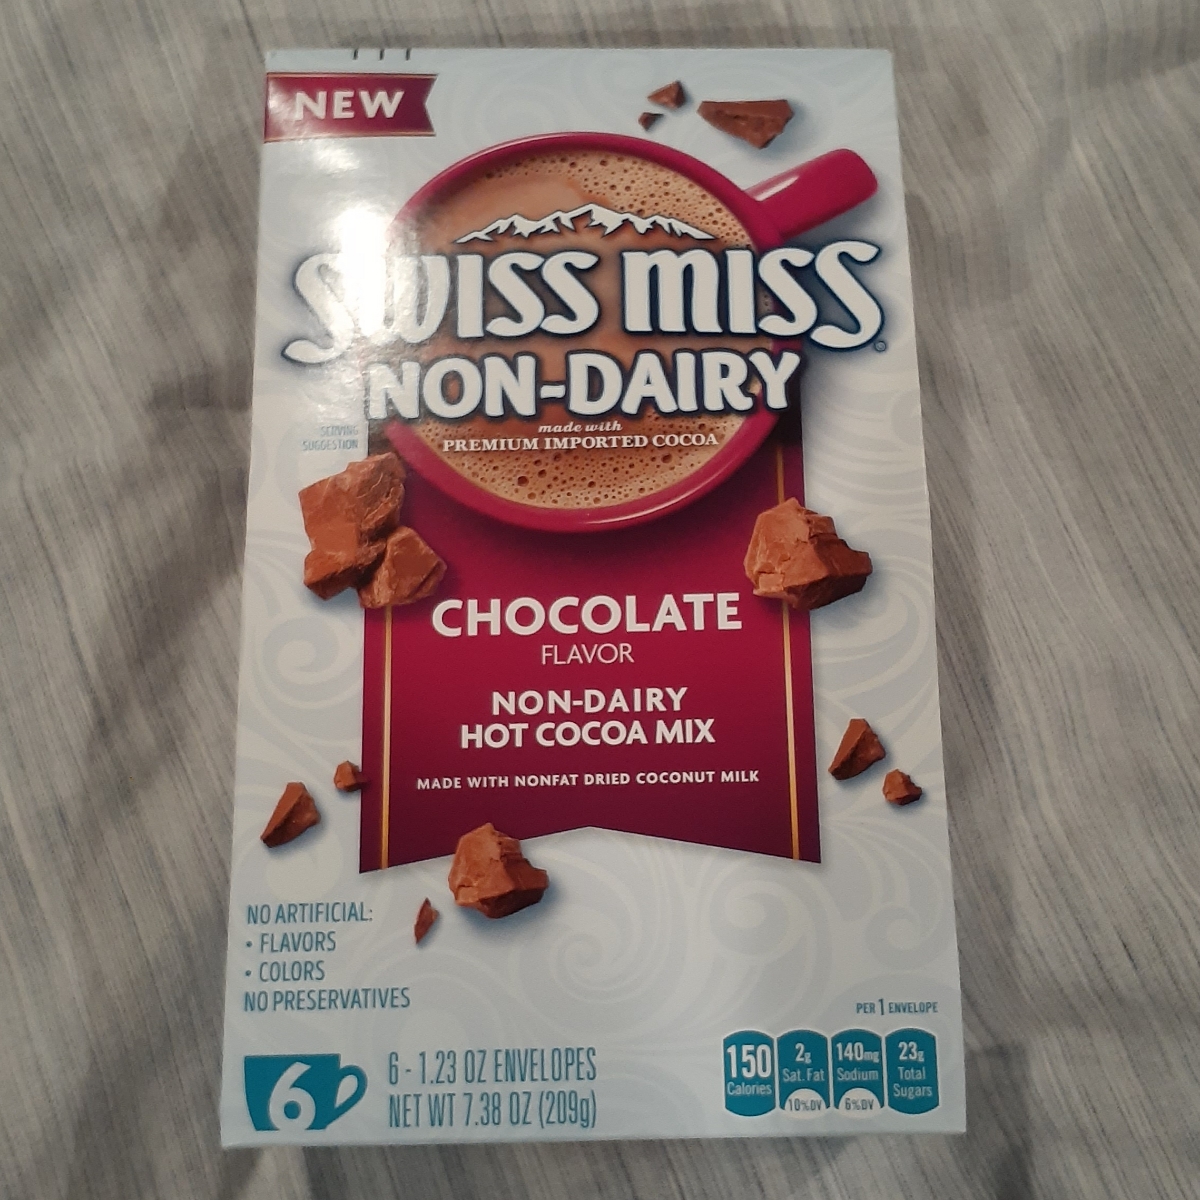 NEW
SWISS MISS®
NON-DAIRY
made with
PREMIUM IMPORTED COCOA
SERVING
SUGGESTION
CHOCOLATE
FLAVOR
NON-DAIRY
HOT COCOA MIX
MADE WITH NONFAT DRIED COCONUT MILK
NO ARTIFICIAL:
• FLAVORS
• COLORS
NO PRESERVATIVES
6
6 - 1.23 OZ ENVELOPES
NET WT 7.38 OZ (209g)
PER 1 ENVELOPE
150 Calories
2g Sat. Fat 10% DV
140mg Sodium 6% DV
23g Total Sugars